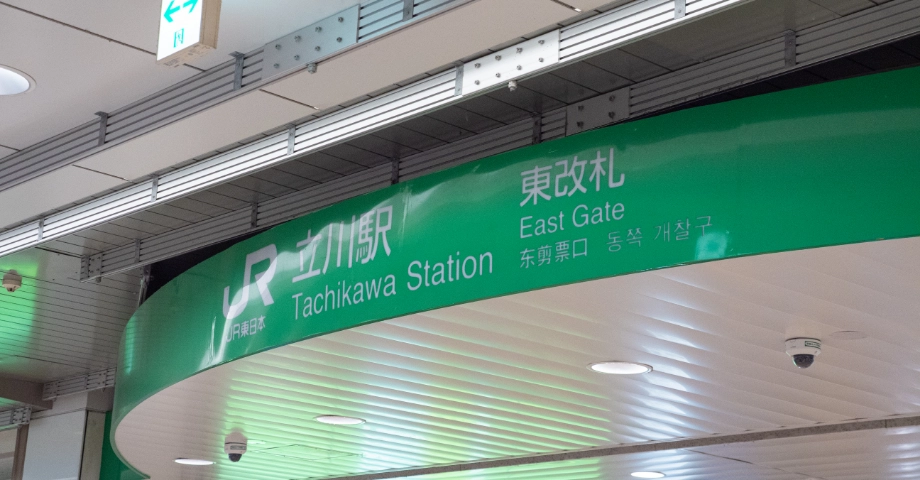 JR
JR東日本
立川駅
Tachikawa Station
東改札
East Gate
东剪票口 동쪽 개찰구